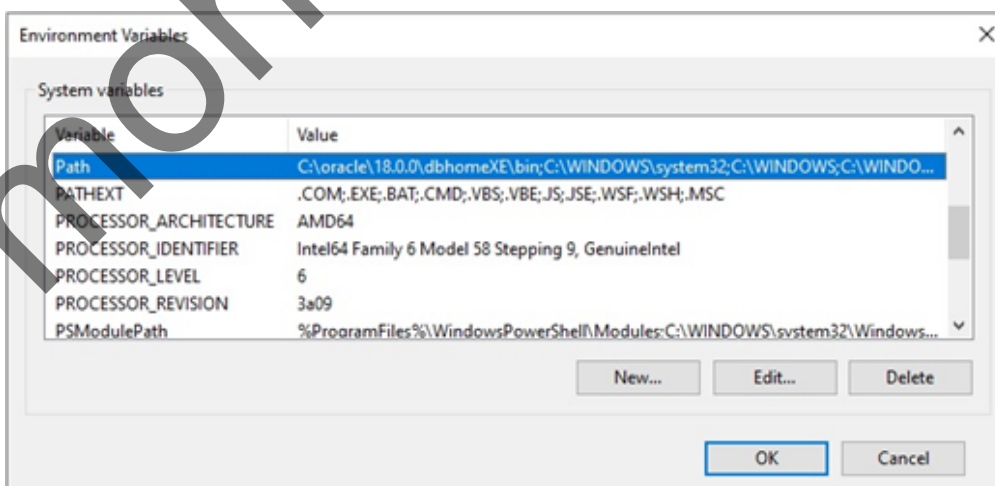 Environment Variables
System variables
Variable Value
Path C:\oracle\18.0.0\dbhomeXE\bin;C:\WINDOWS\system32;C:\WINDOWS;C:\WINDO...
PATHEXT .COM;.EXE;.BAT;.CMD;.VBS;.VBE;.JS;.JSE;.WSF;.WSH;.MSC
PROCESSOR_ARCHITECTURE AMD64
PROCESSOR_IDENTIFIER Intel64 Family 6 Model 58 Stepping 9, GenuineIntel
PROCESSOR_LEVEL 6
PROCESSOR_REVISION 3a09
PSModulePath %ProgramFiles%\WindowsPowerShell\Modules;C:\WINDOWS\system32\Windows...
New... Edit... Delete
OK Cancel